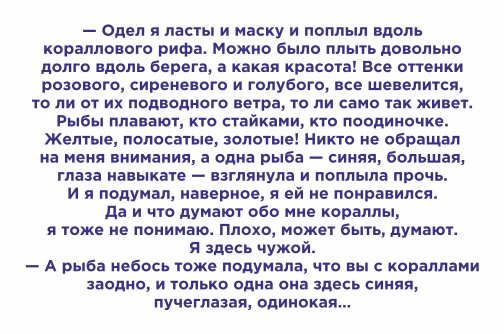 — Одел я ласты и маску и поплыл вдоль
кораллового рифа. Можно было плыть довольно
долго вдоль берега, а какая красота! Все оттенки
розового, сиреневого и голубого, все шевелится,
то ли от их подводного ветра, то ли само так живет.
Рыбы плавают, кто стайками, кто поодиночке.
Желтые, полосатые, золотые! Никто не обращал
на меня внимания, а одна рыба — синяя, большая,
глаза навыкате — взглянула и поплыла прочь.
И я подумал, наверное, я ей не понравился.
Да и что думают обо мне кораллы,
я тоже не понимаю. Плохо, может быть, думают.
Я здесь чужой.
— А рыба небось тоже подумала, что вы с кораллами
заодно, и только одна она здесь синяя,
пучеглазая, одинокая...